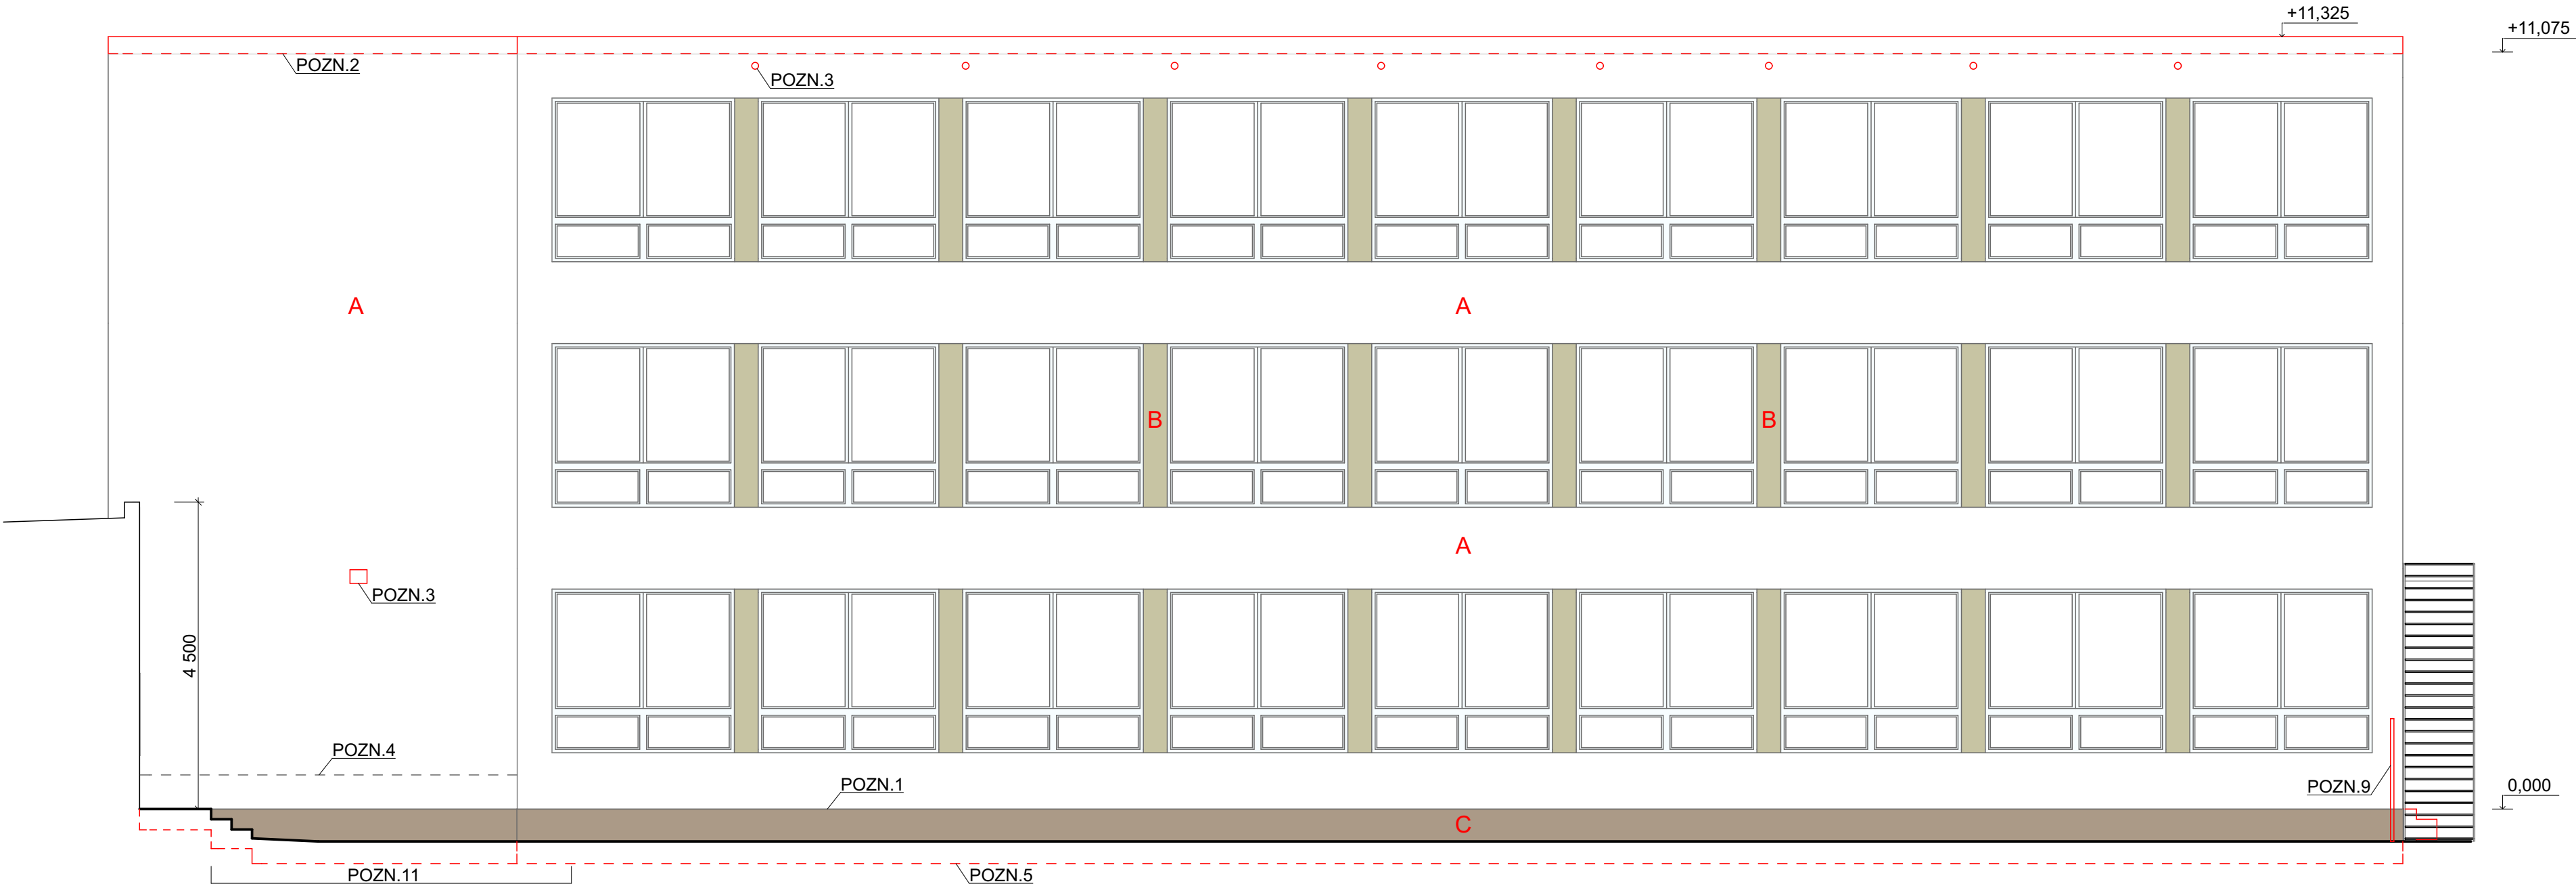 +11,325
+11,075
POZN.2
POZN.3
A
A
B
B
A
POZN.3
4 500
POZN.4
POZN.1
POZN.9
0,000
C
POZN.11
POZN.5